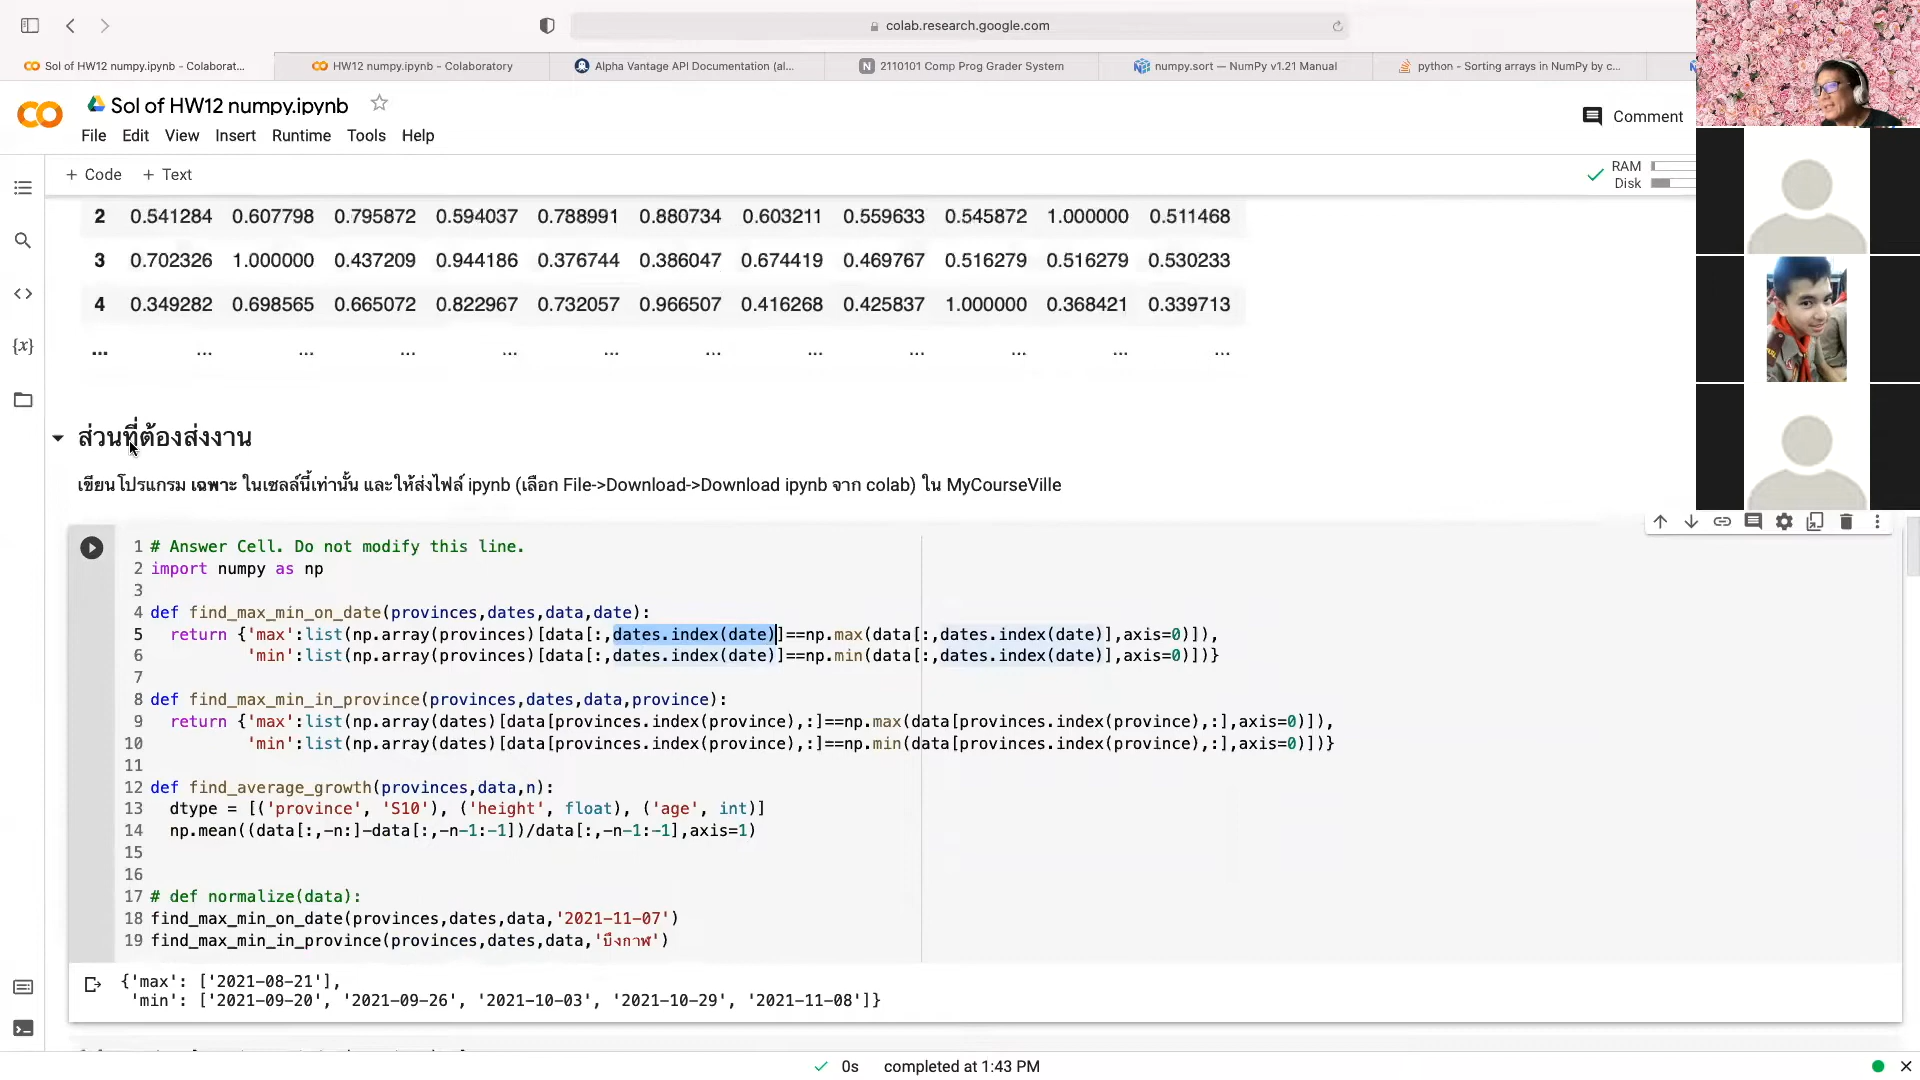 colab.research.google.com
Sol of HW12 numpy.ipynb - Colaborat...
HW12 numpy.ipynb - Colaboratory
Alpha Vantage API Documentation (al...
2110101 Comp Prog Grader System
numpy.sort — NumPy v1.21 Manual
python - Sorting arrays in NumPy by c...
Sol of HW12 numpy.ipynb
Comment
File Edit View Insert Runtime Tools Help
+ Code + Text
RAM
Disk
2 0.541284 0.607798 0.795872 0.594037 0.788991 0.880734 0.603211 0.559633 0.545872 1.000000 0.511468
3 0.702326 1.000000 0.437209 0.944186 0.376744 0.386047 0.674419 0.469767 0.516279 0.516279 0.530233
4 0.349282 0.698565 0.665072 0.822967 0.732057 0.966507 0.416268 0.425837 1.000000 0.368421 0.339713
... ... ... ... ... ... ... ... ... ... ... ...
ส่วนที่ต้องส่งงาน
เขียนโปรแกรม เฉพาะ ในเซลล์นี้เท่านั้น และให้ส่งไฟล์ ipynb (เลือก File->Download->Download ipynb จาก colab) ใน MyCourseVille
1 # Answer Cell. Do not modify this line.
2 import numpy as np
3
4 def find_max_min_on_date(provinces,dates,data,date):
5 return {'max':list(np.array(provinces)[data[:,dates.index(date)]==np.max(data[:,dates.index(date)],axis=0)]),
6 'min':list(np.array(provinces)[data[:,dates.index(date)]==np.min(data[:,dates.index(date)],axis=0)])}
7
8 def find_max_min_in_province(provinces,dates,data,province):
9 return {'max':list(np.array(dates)[data[provinces.index(province),:]==np.max(data[provinces.index(province),:],axis=0)]),
10 'min':list(np.array(dates)[data[provinces.index(province),:]==np.min(data[provinces.index(province),:],axis=0)])}
11
12 def find_average_growth(provinces,data,n):
13 dtype = [('province', 'S10'), ('height', float), ('age', int)]
14 np.mean((data[:,-n:]-data[:,-n-1:-1])/data[:,-n-1:-1],axis=1)
15
16
17 # def normalize(data):
18 find_max_min_on_date(provinces,dates,data,'2021-11-07')
19 find_max_min_in_province(provinces,dates,data,'บึงกาฬ')
{'max': ['2021-08-21'],
'min': ['2021-09-20', '2021-09-26', '2021-10-03', '2021-10-29', '2021-11-08']}
0s completed at 1:43 PM